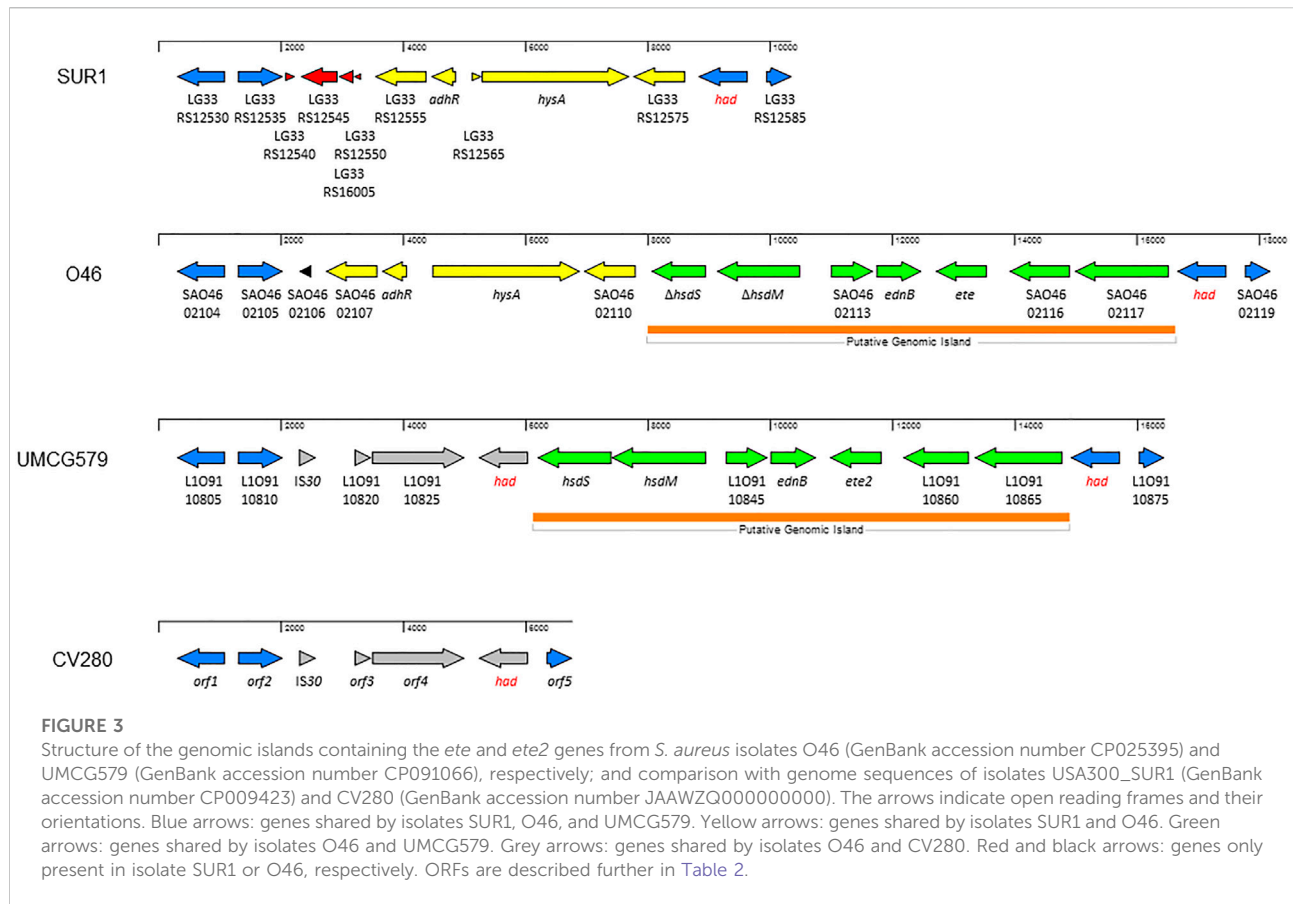 2000 4000 6000 8000 10000
SUR1
LG33 LG33 LG33 LG33 adhR hysA LG33 had LG33
RS12530 RS12535 RS12545 RS12555 RS12575 RS12585
LG33 LG33 LG33
RS12540 RS12550 RS12565
LG33
RS16005
2000 4000 6000 8000 10000 12000 14000 16000 18000
O46
SAO46 SAO46 SAO46 SAO46 adhR hysA SAO46 ΔhsdS ΔhsdM SAO46 ednB ete SAO46 SAO46 had SAO46
02104 02105 02106 02107 02110 02113 02116 02117 02119
Putative Genomic Island
2000 4000 6000 8000 10000 12000 14000 16000
UMCG579
L1O91 L1O91 IS30 L1O91 L1O91 had hsdS hsdM L1O91 ednB ete2 L1O91 L1O91 had L1O91
10805 10810 10820 10825 10845 10860 10865 10875
Putative Genomic Island
2000 4000 6000
CV280
orf1 orf2 IS30 orf3 orf4 had orf5
FIGURE 3
Structure of the genomic islands containing the ete and ete2 genes from S. aureus isolates O46 (GenBank accession number CP025395) and
UMCG579 (GenBank accession number CP091066), respectively; and comparison with genome sequences of isolates USA300_SUR1 (GenBank
accession number CP009423) and CV280 (GenBank accession number JAAWZQ000000000). The arrows indicate open reading frames and their
orientations. Blue arrows: genes shared by isolates SUR1, O46, and UMCG579. Yellow arrows: genes shared by isolates SUR1 and O46. Green
arrows: genes shared by isolates O46 and UMCG579. Grey arrows: genes shared by isolates O46 and CV280. Red and black arrows: genes only
present in isolate SUR1 or O46, respectively. ORFs are described further in Table 2.